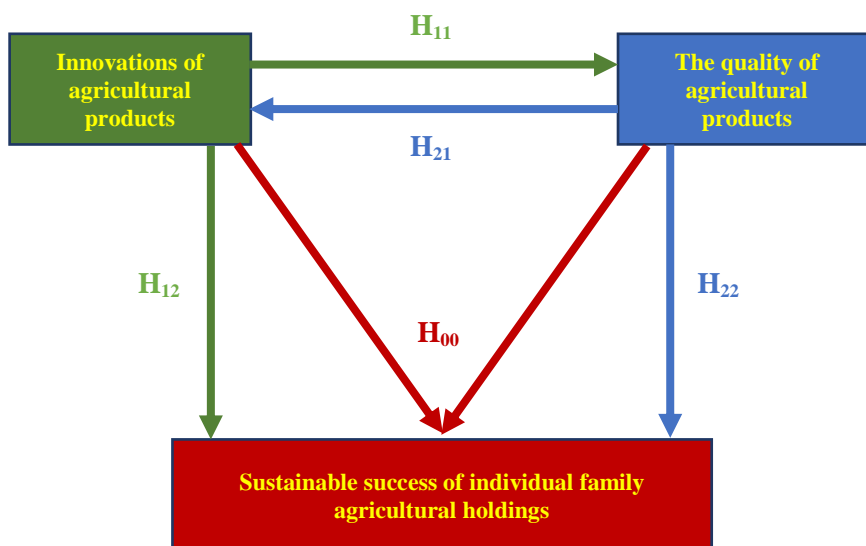 H11
Innovations of
agricultural
products
The quality of
agricultural
products
H21
H12
H22
H00
Sustainable success of individual family
agricultural holdings